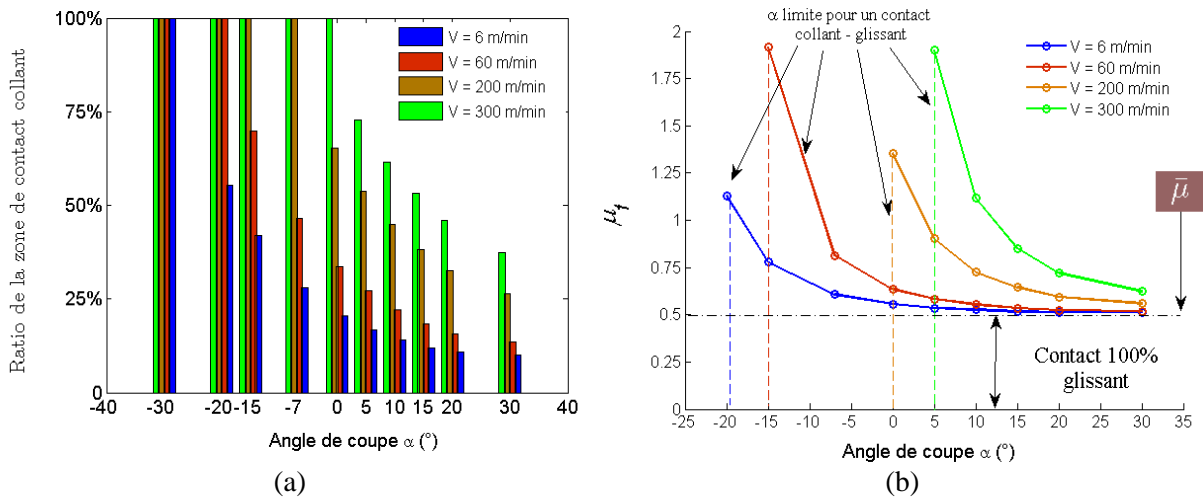 Ratio de la zone de contact collant
100%
75%
50%
25%
0
-40
-30
-20
-15
-7
0
5
10
15
20
30
40
Angle de coupe α (°)
V = 6 m/min
V = 60 m/min
V = 200 m/min
V = 300 m/min
(a)
α limite pour un contact
collant - glissant
V = 6 m/min
V = 60 m/min
V = 200 m/min
V = 300 m/min
μf
2
1.75
1.5
1.25
1
0.75
0.5
0.25
0
μ̄
Contact 100%
glissant
-25
-20
-15
-10
-5
0
5
10
15
20
25
30
35
Angle de coupe α (°)
(b)